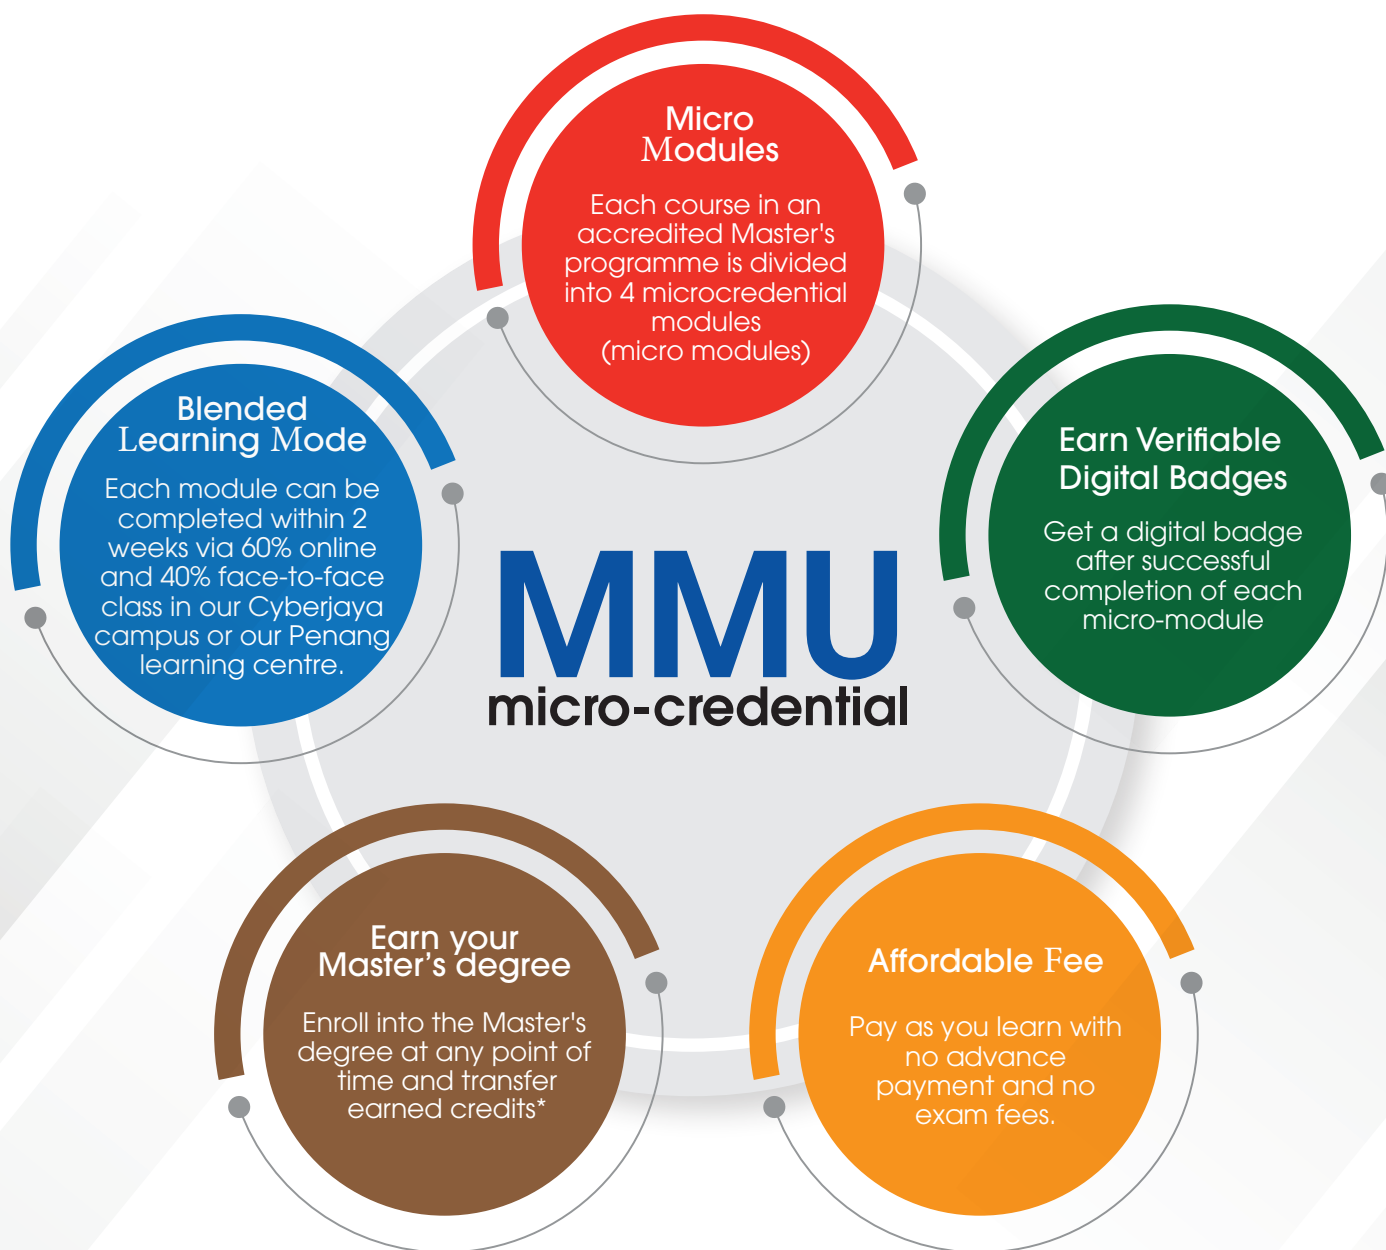 Micro
Modules
Each course in an
accredited Master's
programme is divided
into 4 microcredential
modules
(micro modules)
Blended
Learning Mode
Each module can be
completed within 2
weeks via 60% online
and 40% face-to-face
class in our Cyberjaya
campus or our Penang
learning centre.
Earn Verifiable
Digital Badges
Get a digital badge
after successful
completion of each
micro-module
MMU
micro-credential
Earn your
Master’s degree
Enroll into the Master's
degree at any point of
time and transfer
earned credits*
Affordable Fee
Pay as you learn with
no advance
payment and no
exam fees.